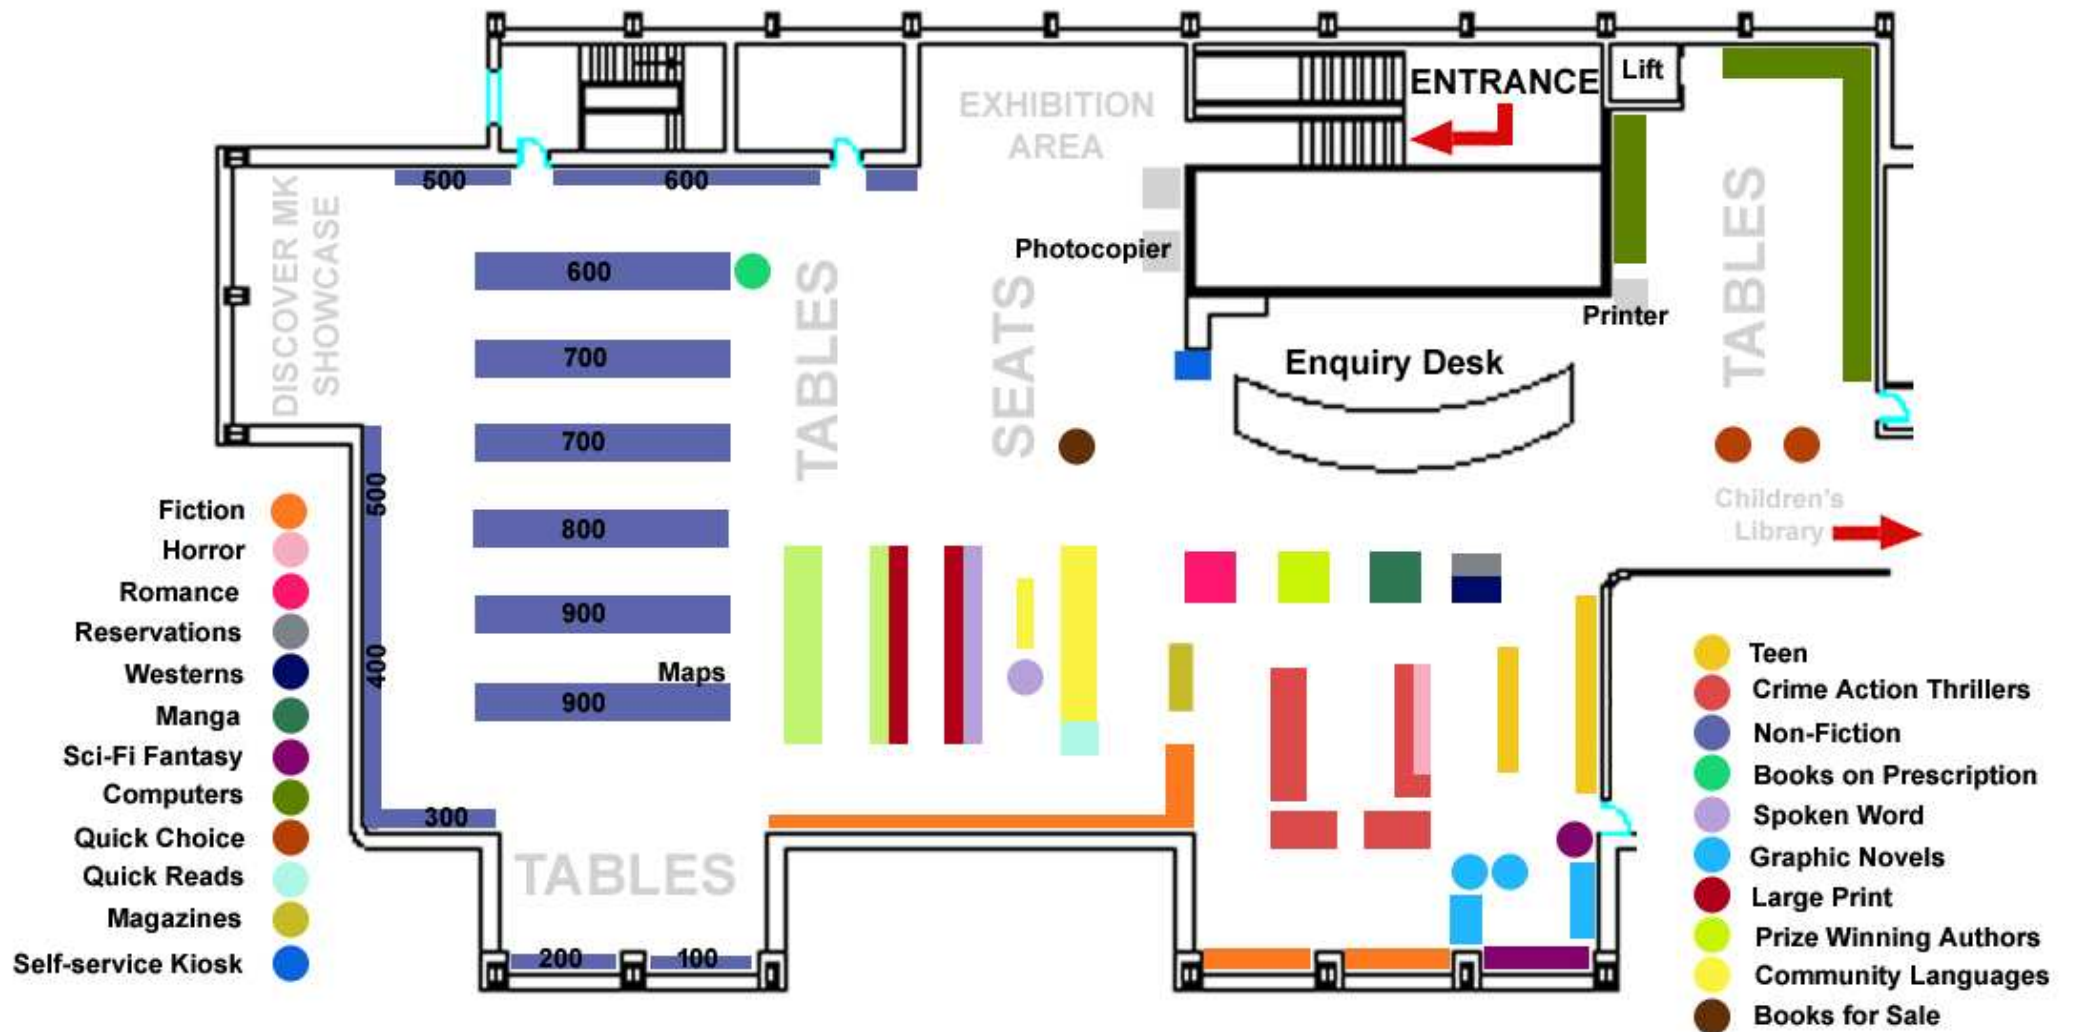 ENTRANCE
Lift
EXHIBITION
AREA
500
600
DISCOVER MK
SHOWCASE
TABLES
Photocopier
600
TABLES
SEATS
Printer
700
Enquiry Desk
700
500
Children's
Library
800
900
400
Maps
900
300
TABLES
200
100
Fiction
Horror
Romance
Reservations
Westerns
Manga
Sci-Fi Fantasy
Computers
Quick Choice
Quick Reads
Magazines
Self-service Kiosk
Teen
Crime Action Thrillers
Non-Fiction
Books on Prescription
Spoken Word
Graphic Novels
Large Print
Prize Winning Authors
Community Languages
Books for Sale